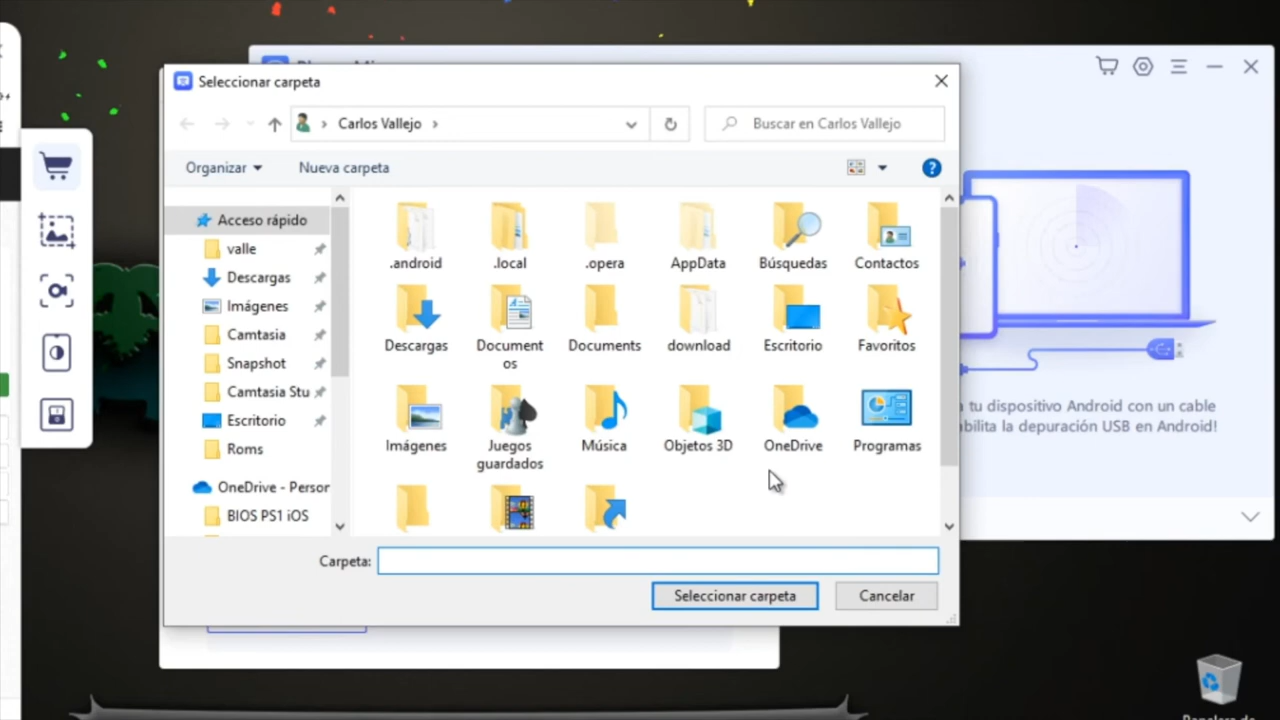 Seleccionar carpeta
Carlos Vallejo
Buscar en Carlos Vallejo
Organizar
Nueva carpeta
?
Acceso rápido
valle
Descargas
Imágenes
Camtasia
Snapshot
Camtasia Stu
Escritorio
Roms
OneDrive - Person
BIOS PS1 iOS
.android
.local
.opera
AppData
Búsquedas
Contactos
Descargas
Document
os
Documents
download
Escritorio
Favoritos
Imágenes
Juegos
guardados
Música
Objetos 3D
OneDrive
Programas
Carpeta:
Seleccionar carpeta
Cancelar
a tu dispositivo Android con un cable
abilita la depuración USB en Android!